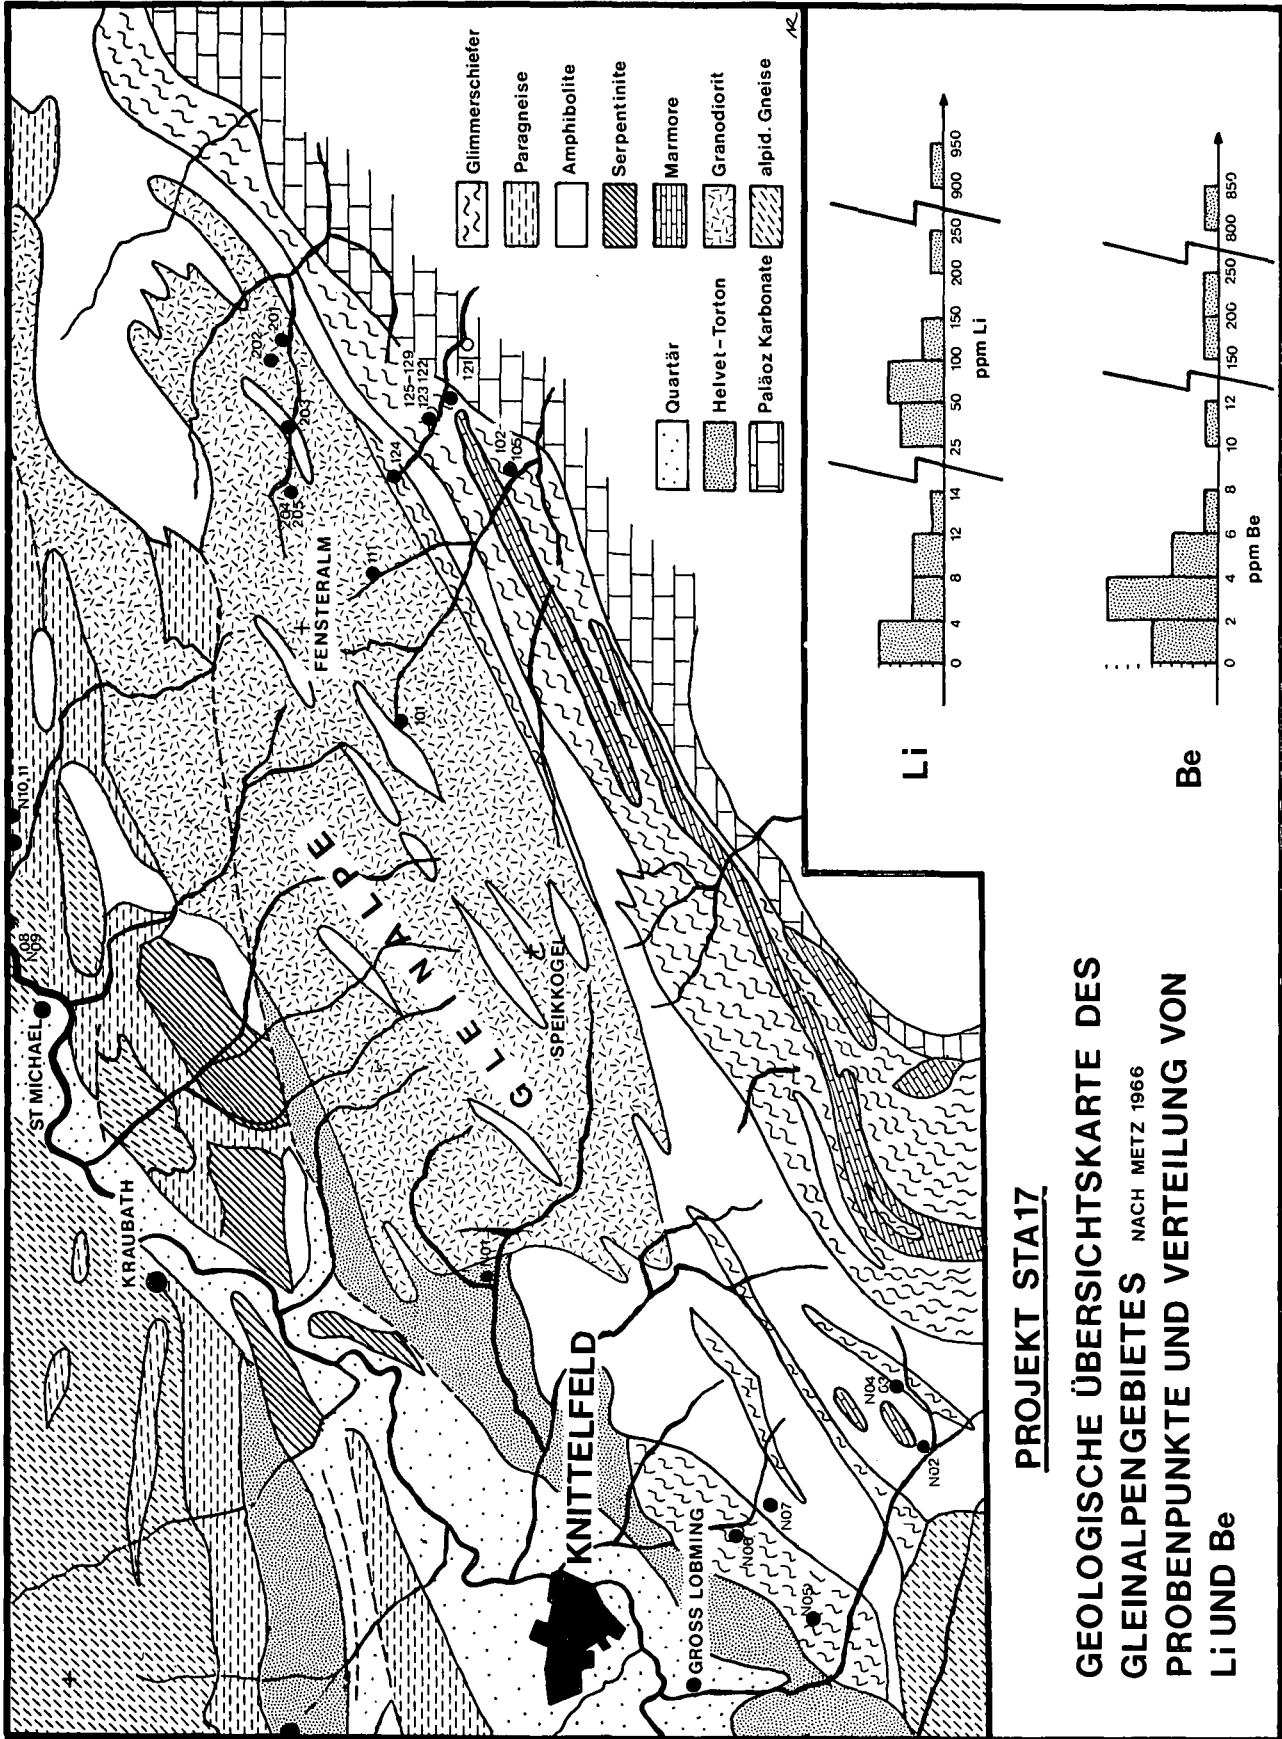 N10, 11
N08
N09
ST MICHAEL
KRAUBATH
KNITTELFELD
GROSS LOBMING
GLEINALPE
SPEIKKOGEL
FENSTERALM
202
201
203
204
205
124
125–129
123 122
121
102
105
111
101
N01
N02
N04
03
N05
N06
N07
Quartär
Helvet–Torton
Paläoz Karbonate
Glimmerschiefer
Paragneise
Amphibolite
Serpentinite
Marmore
Granodiorit
alpid. Gneise
Li
0 4 8 12 14 25 50 100 150 200 250 900 950
ppm Li
Be
0 2 4 6 8 10 12 150 200 250 800 850
ppm Be
PROJEKT STA17
GEOLOGISCHE ÜBERSICHTSKARTE DES
GLEINALPENGEBIETES NACH METZ 1966
PROBENPUNKTE UND VERTEILUNG VON
Li UND Be